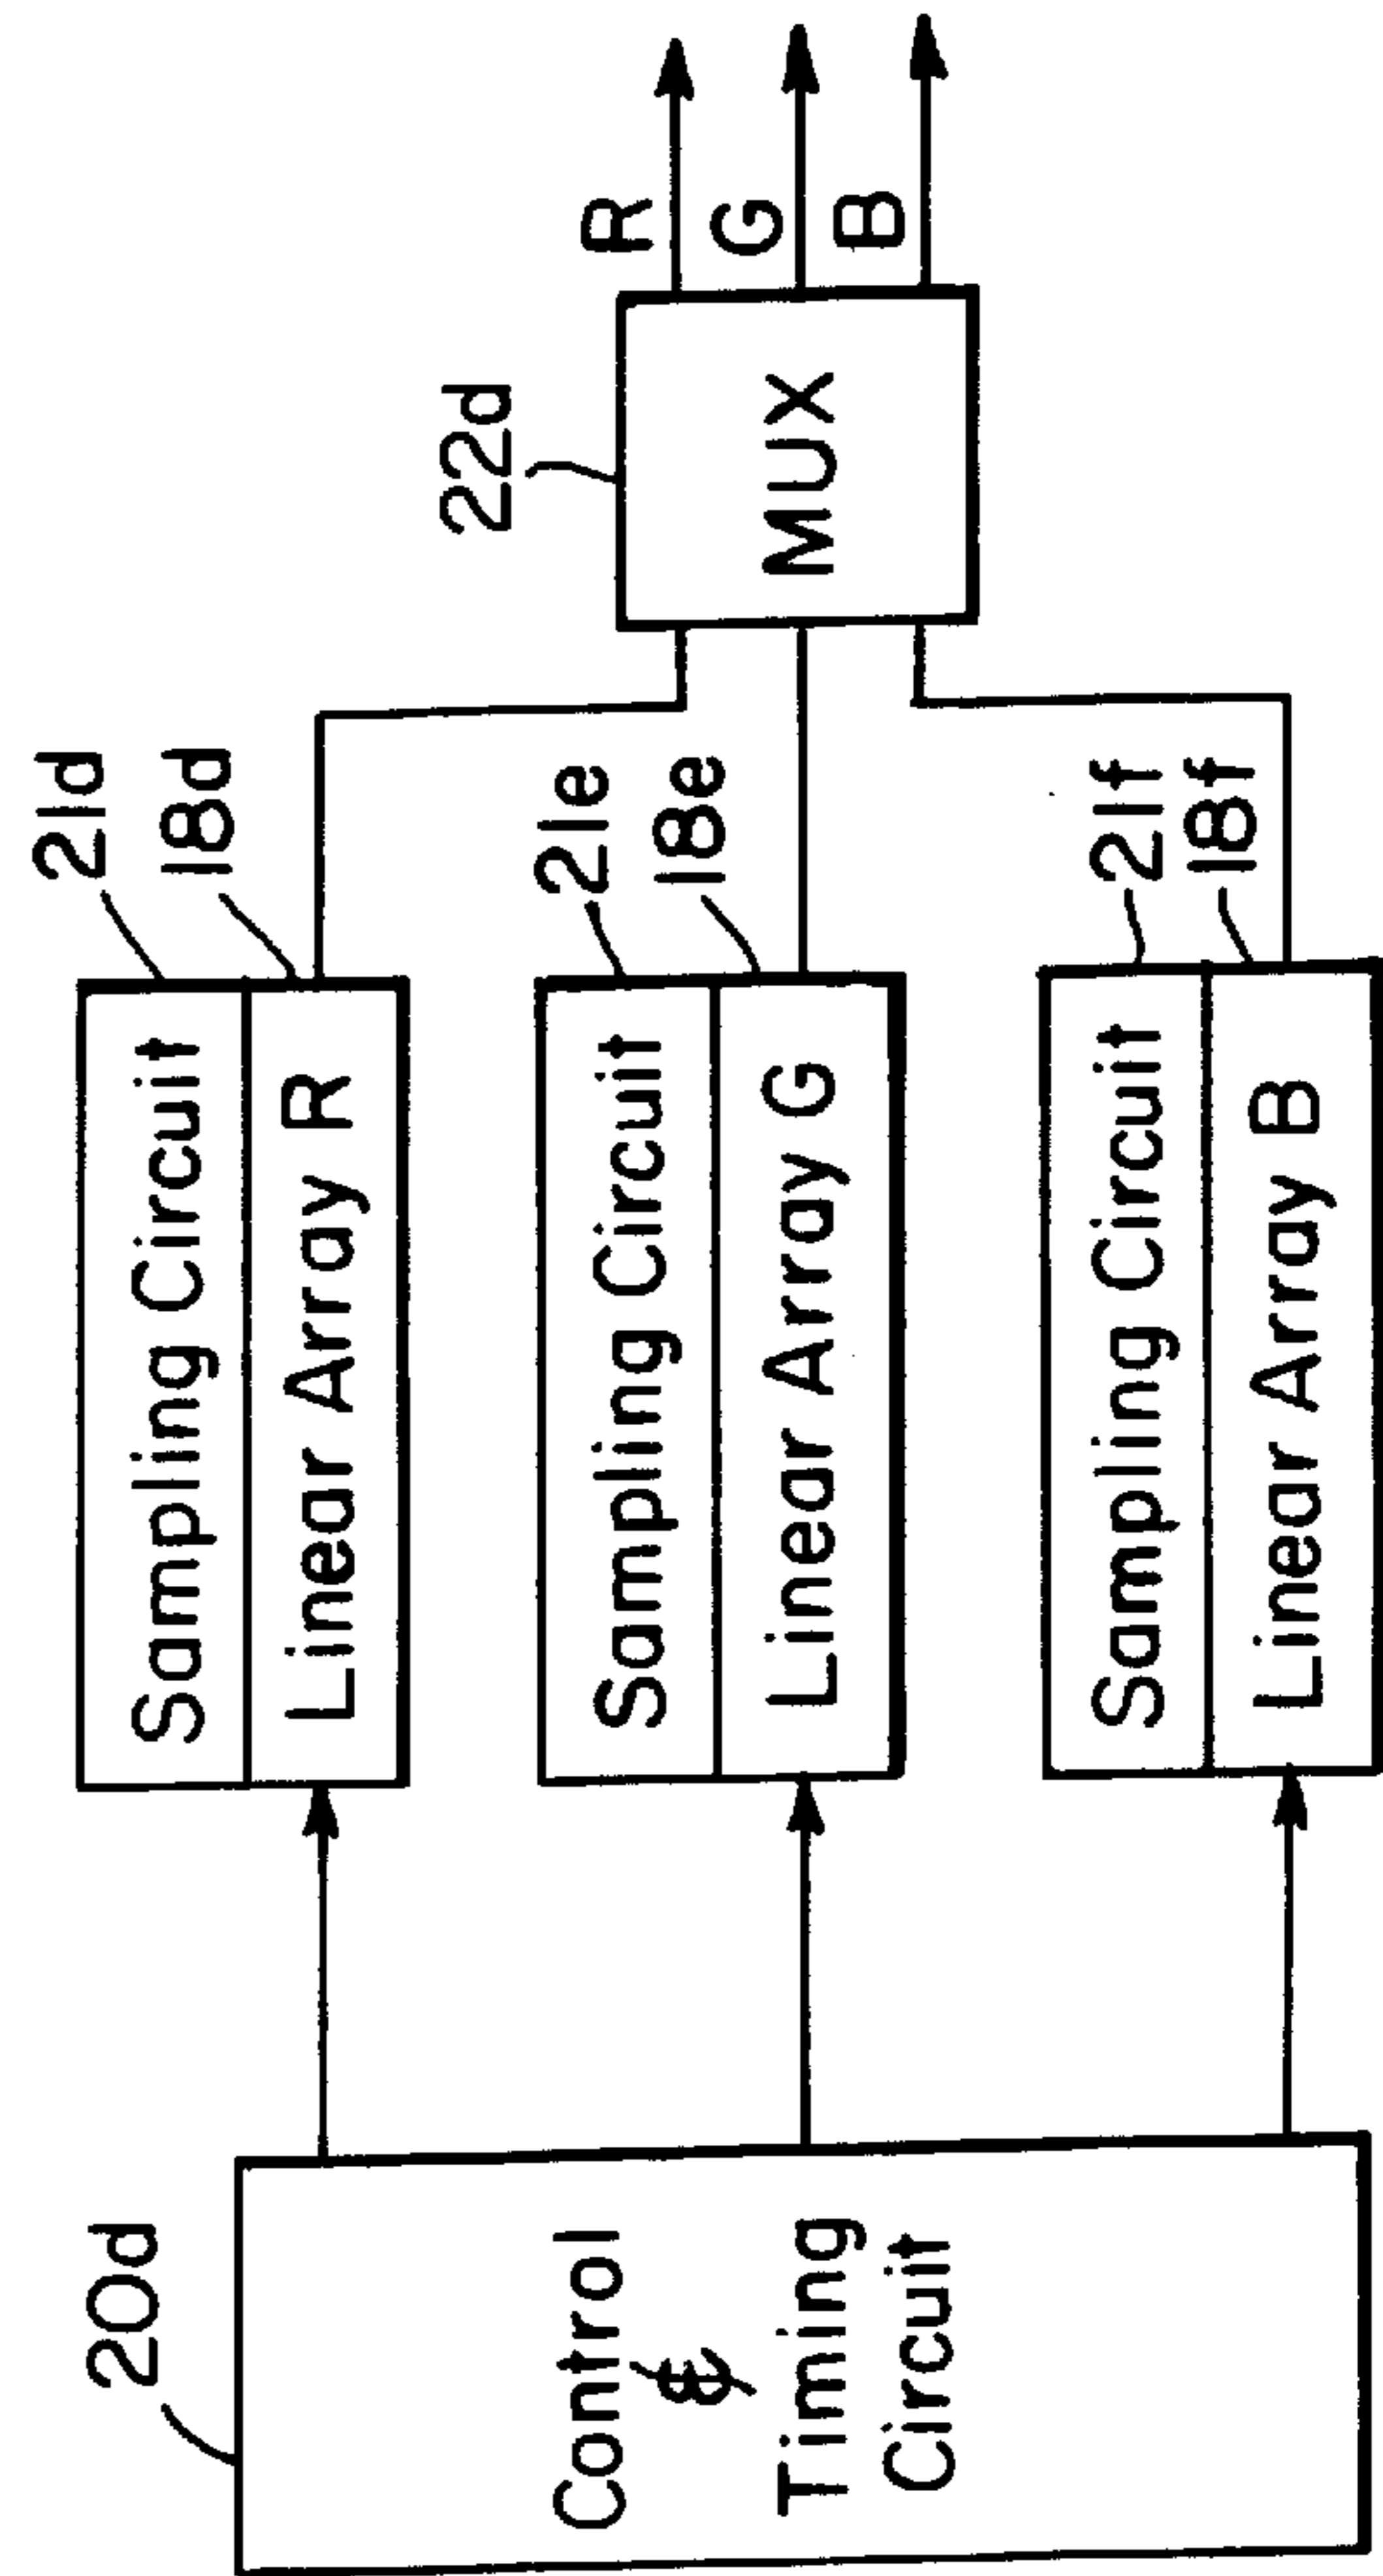 20d
Control
&
Timing
Circuit
21d
18d
Sampling Circuit
Linear Array R
21e
18e
Sampling Circuit
Linear Array G
21f
18f
Sampling Circuit
Linear Array B
22d
MUX
R
G
B